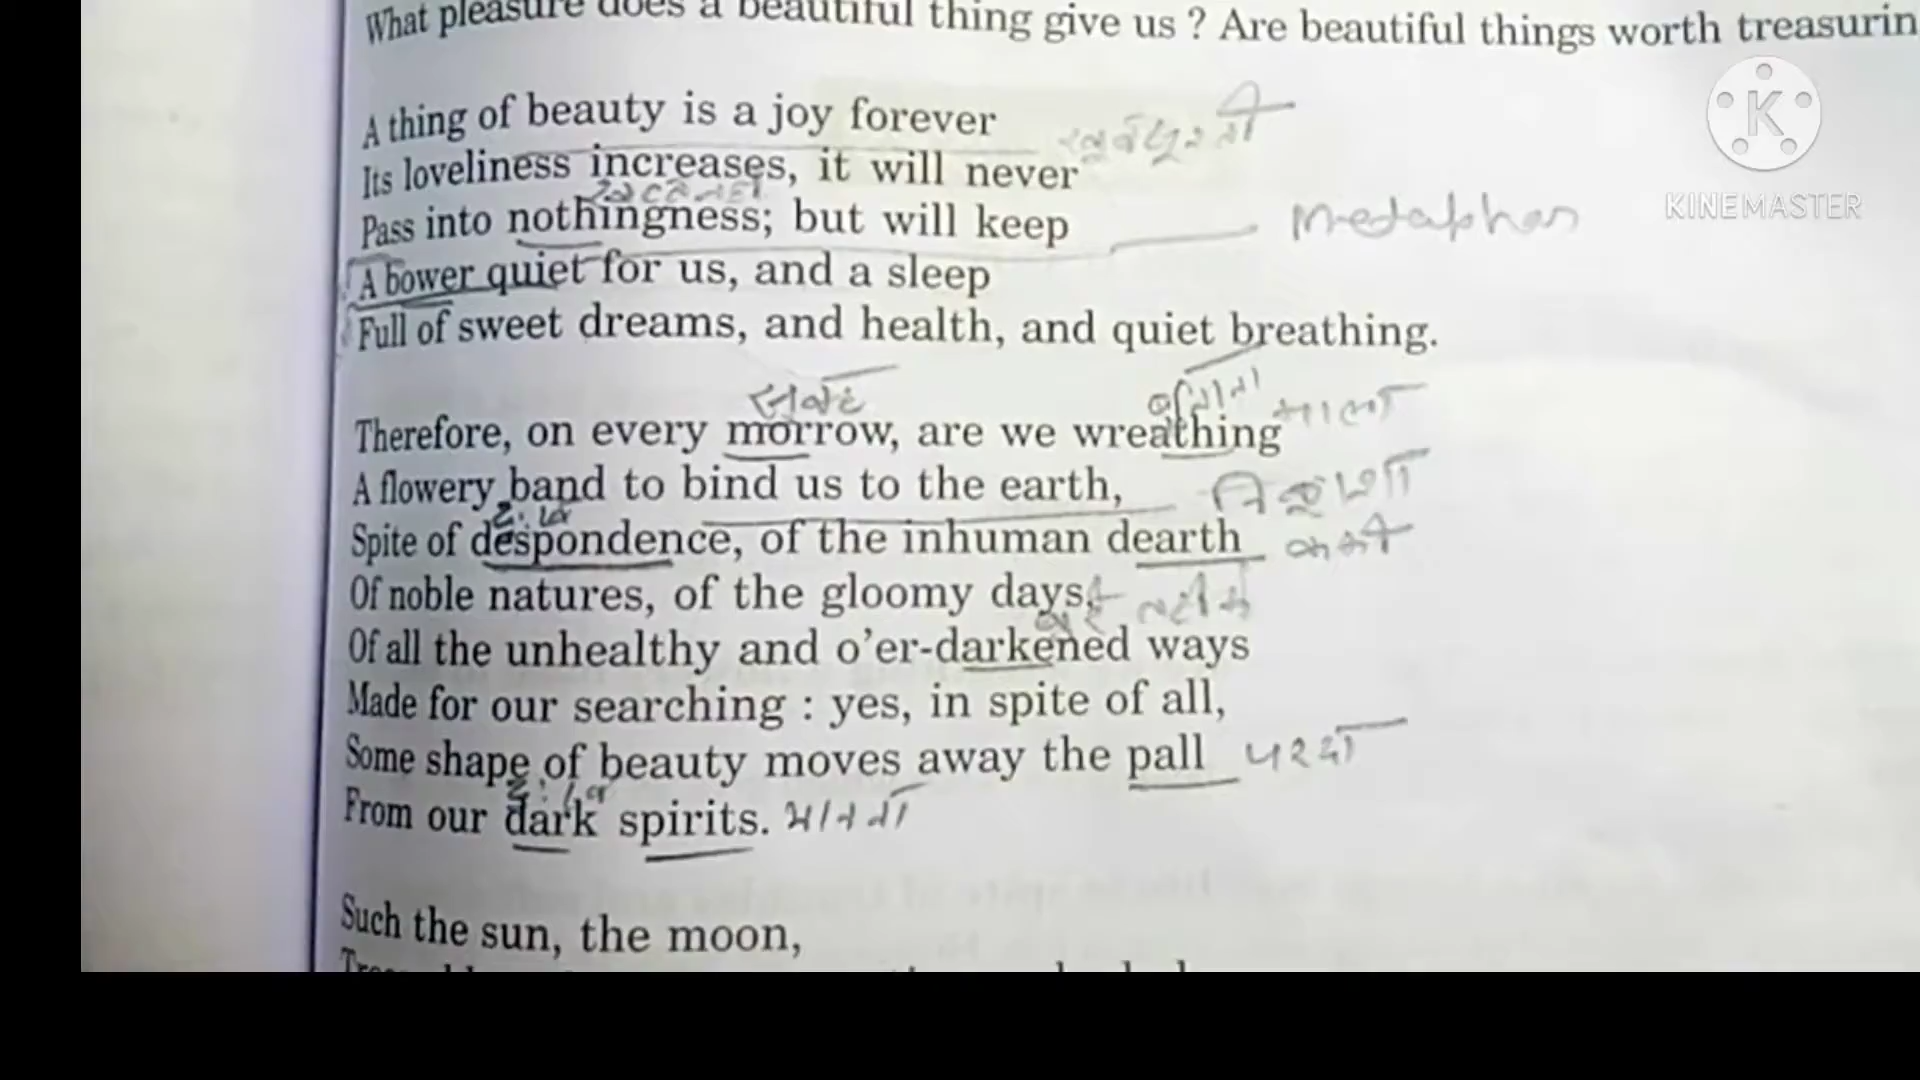 What pleasure does a beautiful thing give us ? Are beautiful things worth treasurin
A thing of beauty is a joy forever
Its loveliness increases, it will never
Pass into nothingness; but will keep
Metaphor
A bower quiet for us, and a sleep
Full of sweet dreams, and health, and quiet breathing.
Therefore, on every morrow, are we wreathing
A flowery band to bind us to the earth,
Spite of despondence, of the inhuman dearth
Of noble natures, of the gloomy days,
Of all the unhealthy and o’er-darkened ways
Made for our searching : yes, in spite of all,
Some shape of beauty moves away the pall
From our dark spirits.
Such the sun, the moon,
K
KINEMASTER